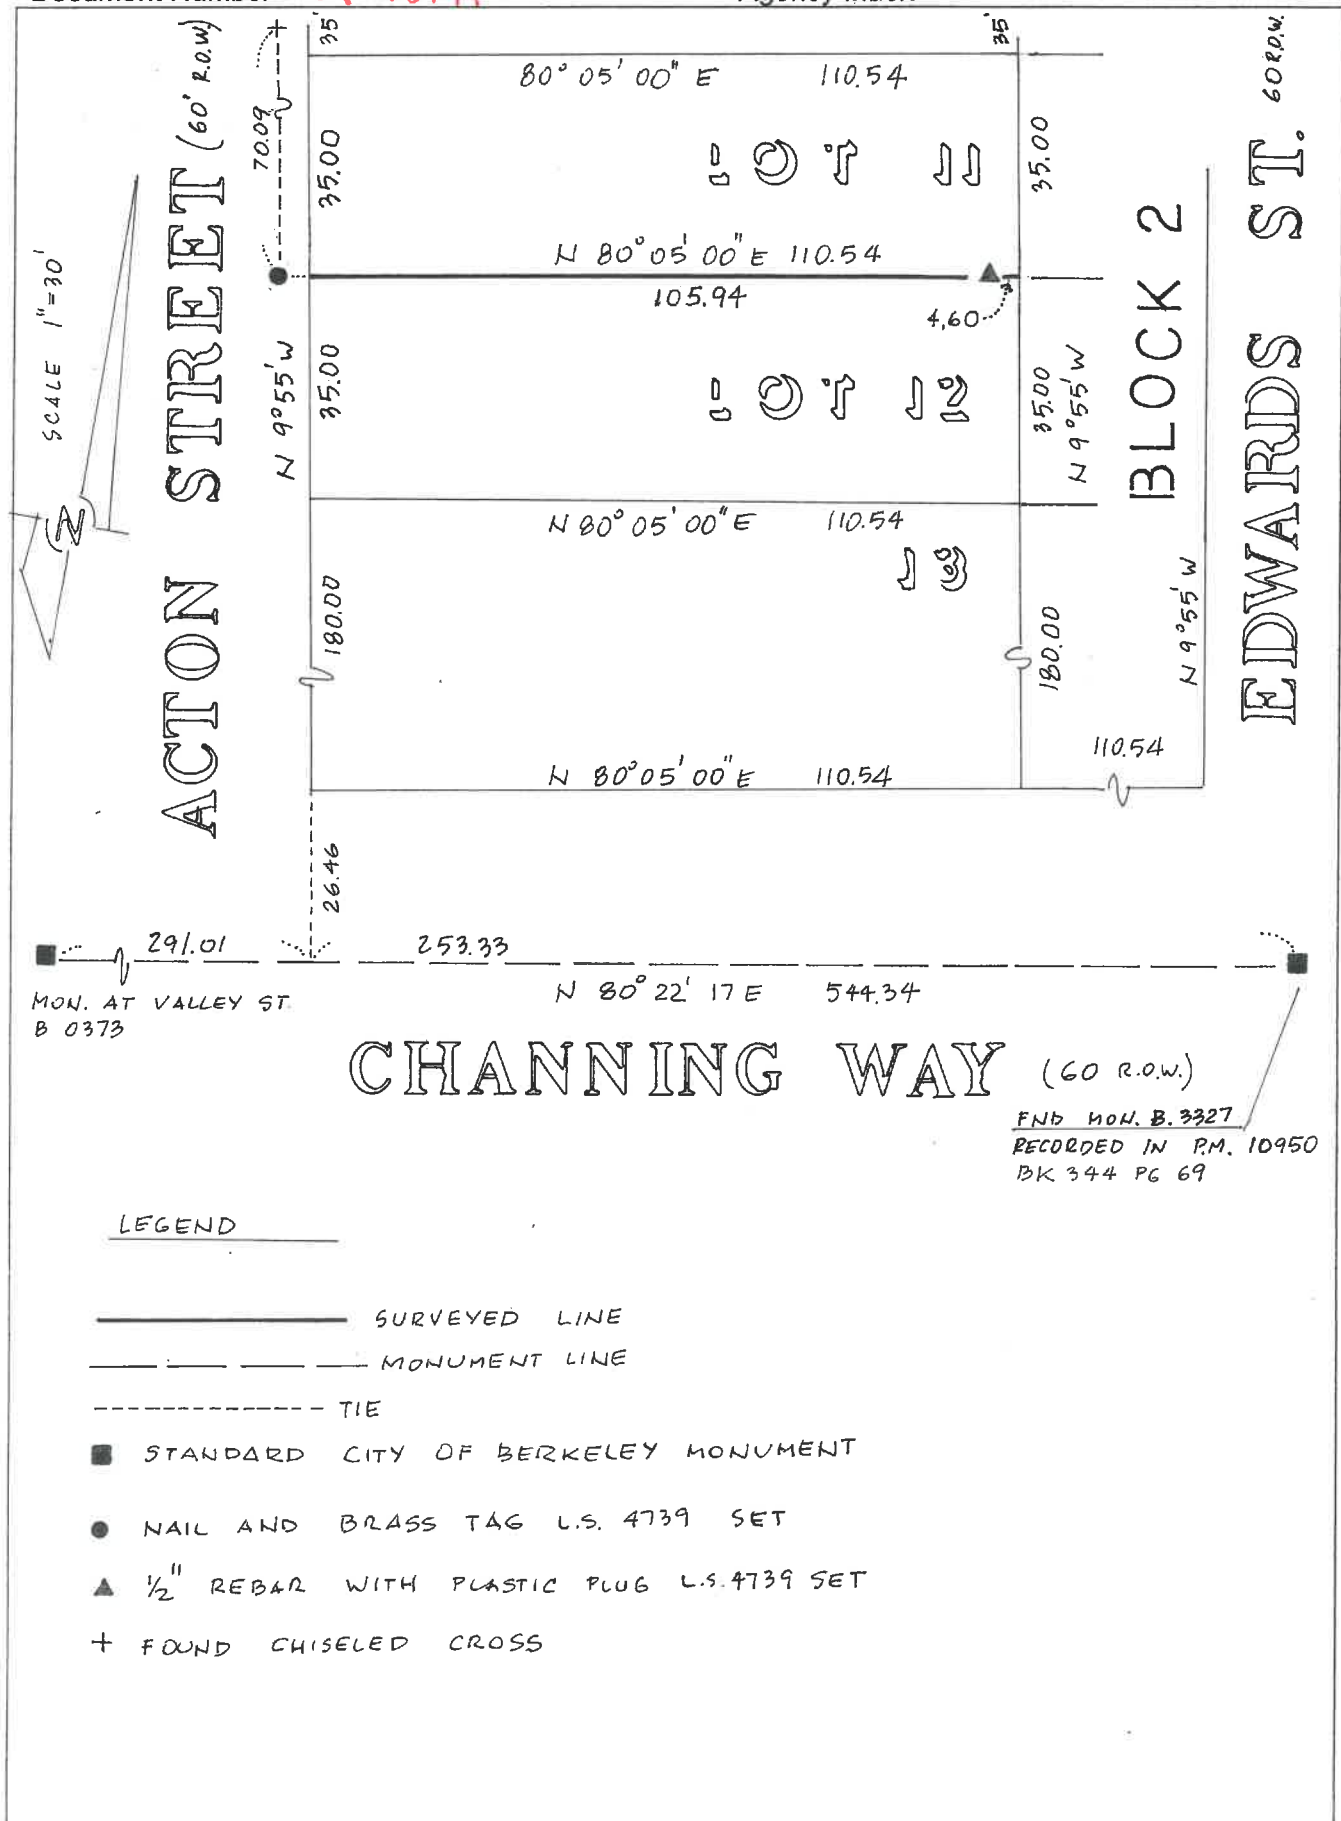 35'
35'
(60' R.O.W)
60 R.O.W.
80° 05' 00" E 110.54
70.09
35.00
35.00
LOT 11
SCALE 1"=30'
N 80° 05' 00" E 110.54
105.94
4.60
ACTON STREET
N 9°55' W
35.00
LOT 12
35.00
N 9°55' W
BLOCK 2
EDWARDS ST.
N
N 80° 05' 00" E 110.54
13
180.00
180.00
N 9°55' W
110.54
N 80° 05' 00" E 110.54
26.46
291.01 253.33
N 80° 22' 17 E 544.34
MON. AT VALLEY ST.
B 0373
CHANNING WAY (60 R.O.W.)
FND MON. B. 3327
RECORDED IN P.M. 10950
BK 344 PG 69
LEGEND
SURVEYED LINE
MONUMENT LINE
TIE
STANDARD CITY OF BERKELEY MONUMENT
NAIL AND BRASS TAG L.S. 4739 SET
1/2" REBAR WITH PLASTIC PLUG L.S. 4739 SET
FOUND CHISELED CROSS